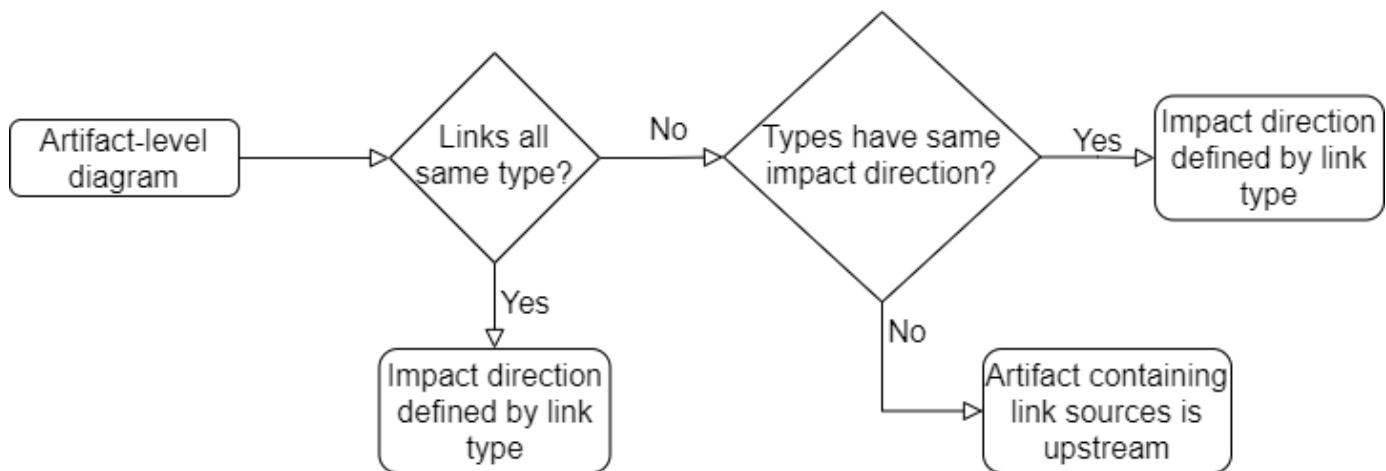 Artifact-level
diagram
Links all
same type?
No
Types have same
impact direction?
Yes
Impact direction
defined by link
type
Yes
Impact direction
defined by link
type
No
Artifact containing
link sources is
upstream